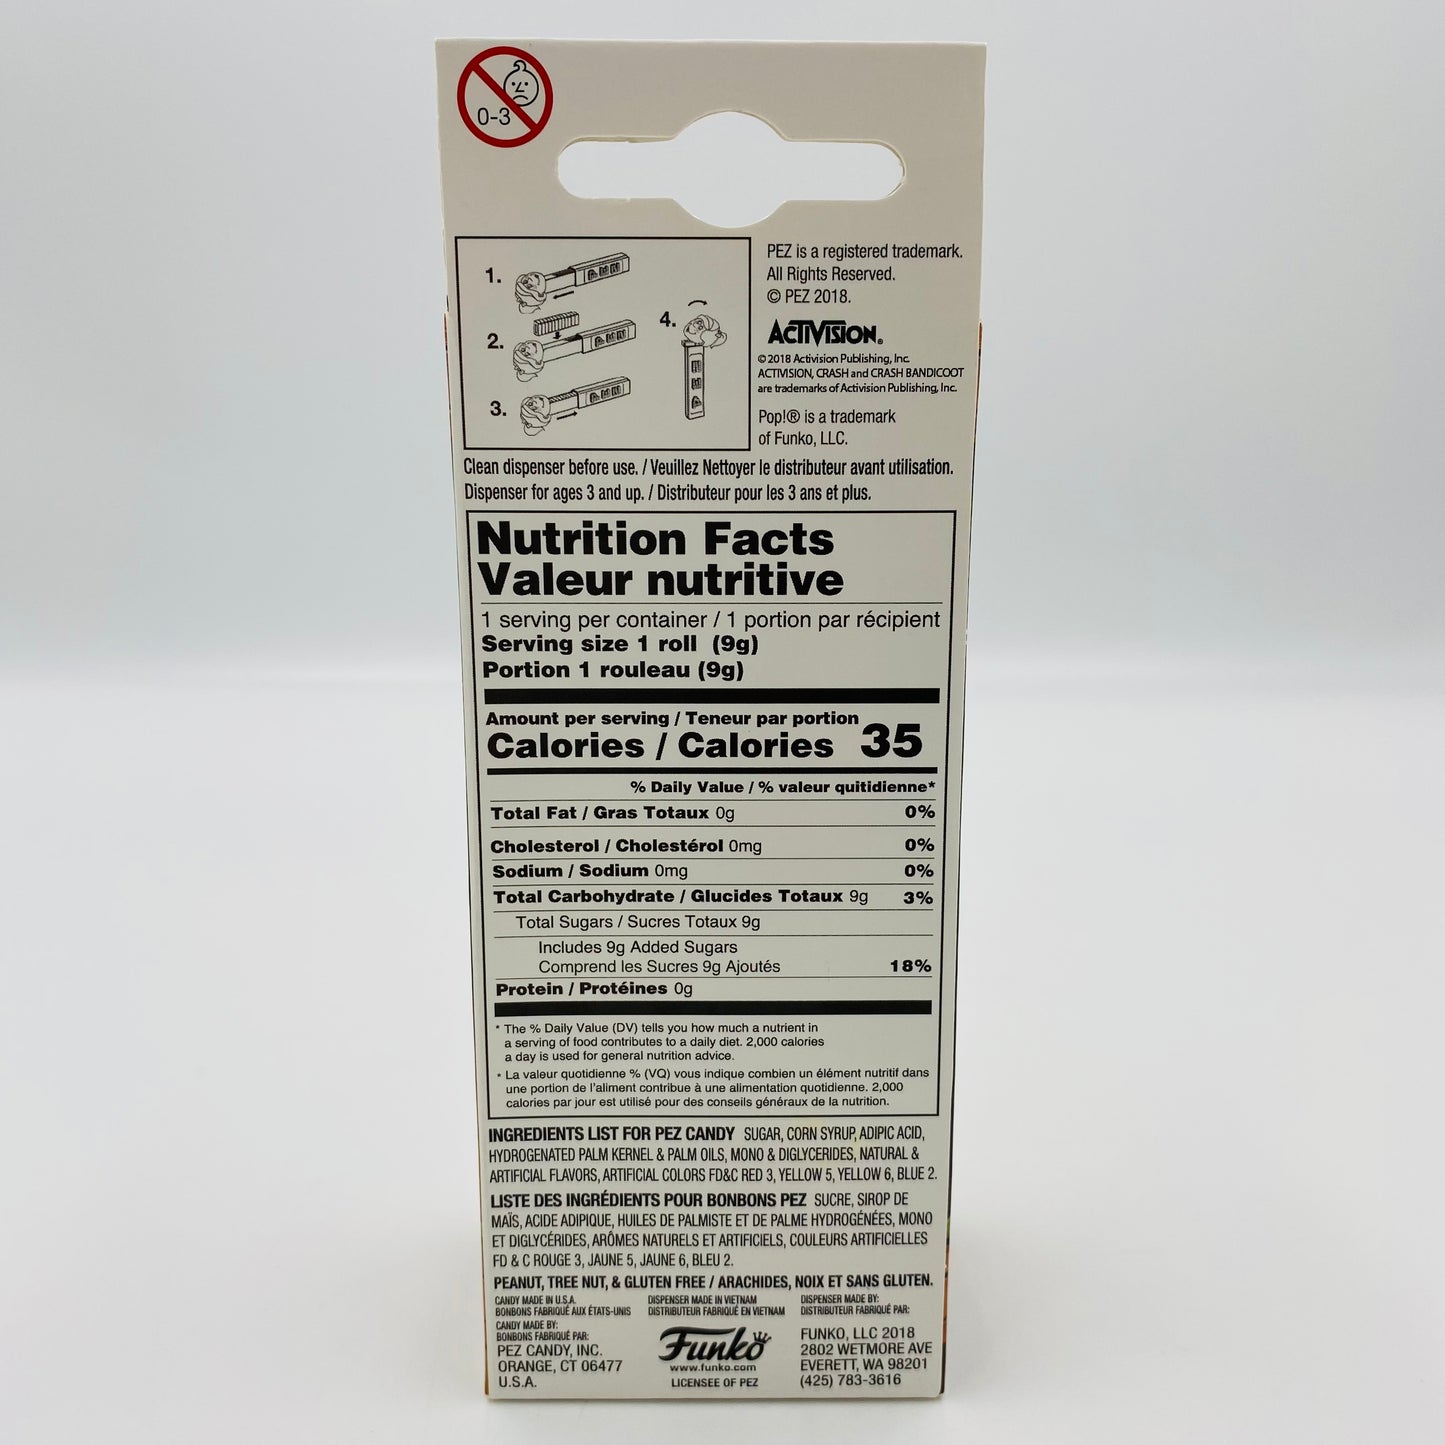 0-3
1.
2.
3.
4.
PEZ is a registered trademark.
All Rights Reserved.
© PEZ 2018.
ACTIVISION®
© 2018 Activision Publishing, Inc.
ACTIVISION, CRASH and CRASH BANDICOOT
are trademarks of Activision Publishing, Inc.
Pop!® is a trademark
of Funko, LLC.
Clean dispenser before use. / Veuillez Nettoyer le distributeur avant utilisation.
Dispenser for ages 3 and up. / Distributeur pour les 3 ans et plus.
Nutrition Facts
Valeur nutritive
1 serving per container / 1 portion par récipient
Serving size 1 roll (9g)
Portion 1 rouleau (9g)
Amount per serving / Teneur par portion
Calories / Calories 35
% Daily Value / % valeur quitidienne*
Total Fat / Gras Totaux 0g 0%
Cholesterol / Cholestérol 0mg 0%
Sodium / Sodium 0mg 0%
Total Carbohydrate / Glucides Totaux 9g 3%
Total Sugars / Sucres Totaux 9g
Includes 9g Added Sugars
Comprend les Sucres 9g Ajoutés 18%
Protein / Protéines 0g
* The % Daily Value (DV) tells you how much a nutrient in
a serving of food contributes to a daily diet. 2,000 calories
a day is used for general nutrition advice.
* La valeur quotidienne % (VQ) vous indique combien un élément nutritif dans
une portion de l'aliment contribue à une alimentation quotidienne. 2,000
calories par jour est utilisé pour des conseils généraux de la nutrition.
INGREDIENTS LIST FOR PEZ CANDY SUGAR, CORN SYRUP, ADIPIC ACID,
HYDROGENATED PALM KERNEL & PALM OILS, MONO & DIGLYCERIDES, NATURAL &
ARTIFICIAL FLAVORS, ARTIFICIAL COLORS FD&C RED 3, YELLOW 5, YELLOW 6, BLUE 2.
LISTE DES INGRÉDIENTS POUR BONBONS PEZ SUCRE, SIROP DE
MAÏS, ACIDE ADIPIQUE, HUILES DE PALMISTE ET DE PALME HYDROGÉNÉES, MONO
ET DIGLYCÉRIDES, ARÔMES NATURELS ET ARTIFICIELS, COULEURS ARTIFICIELLES
FD & C ROUGE 3, JAUNE 5, JAUNE 6, BLEU 2.
PEANUT, TREE NUT, & GLUTEN FREE / ARACHIDES, NOIX ET SANS GLUTEN.
CANDY MADE IN U.S.A.
BONBONS FABRIQUÉ AUX ÉTATS-UNIS
CANDY MADE BY:
BONBONS FABRIQUÉ PAR:
PEZ CANDY, INC.
ORANGE, CT 06477
U.S.A.
DISPENSER MADE IN VIETNAM
DISTRIBUTEUR FABRIQUÉ EN VIETNAM
Funko
www.funko.com
LICENSEE OF PEZ
DISPENSER MADE BY:
DISTRIBUTEUR FABRIQUÉ PAR:
FUNKO, LLC 2018
2802 WETMORE AVE
EVERETT, WA 98201
(425) 783-3616